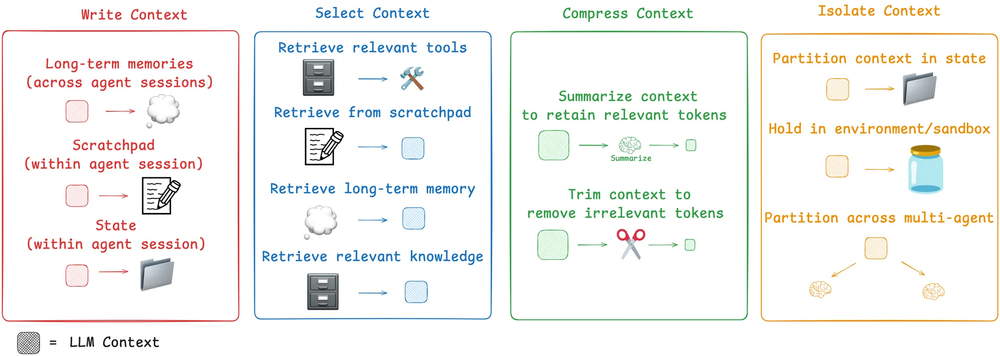 Write Context
Long-term memories
(across agent sessions)
Scratchpad
(within agent session)
State
(within agent session)
Select Context
Retrieve relevant tools
Retrieve from scratchpad
Retrieve long-term memory
Retrieve relevant knowledge
Compress Context
Summarize context
to retain relevant tokens
Summarize
Trim context to
remove irrelevant tokens
Isolate Context
Partition context in state
Hold in environment/sandbox
Partition across multi-agent
= LLM Context